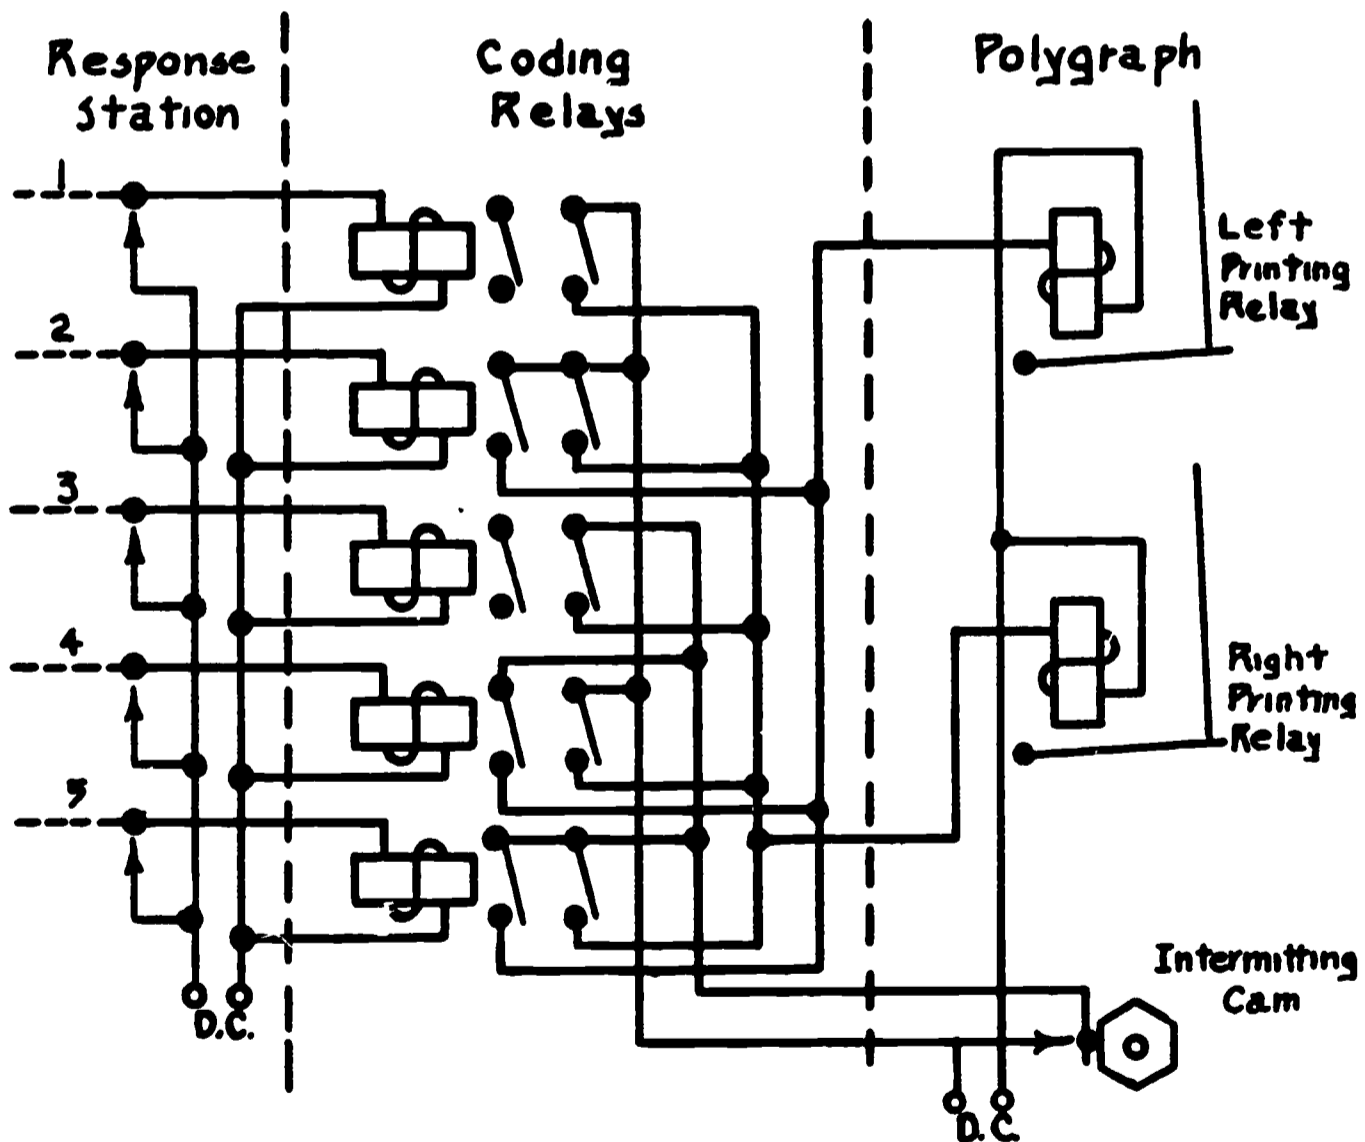 Response
Station
Coding
Relays
Polygraph
1
2
3
4
5
Left
Printing
Relay
Right
Printing
Relay
Intermitting
Cam
D.C.
D.C.